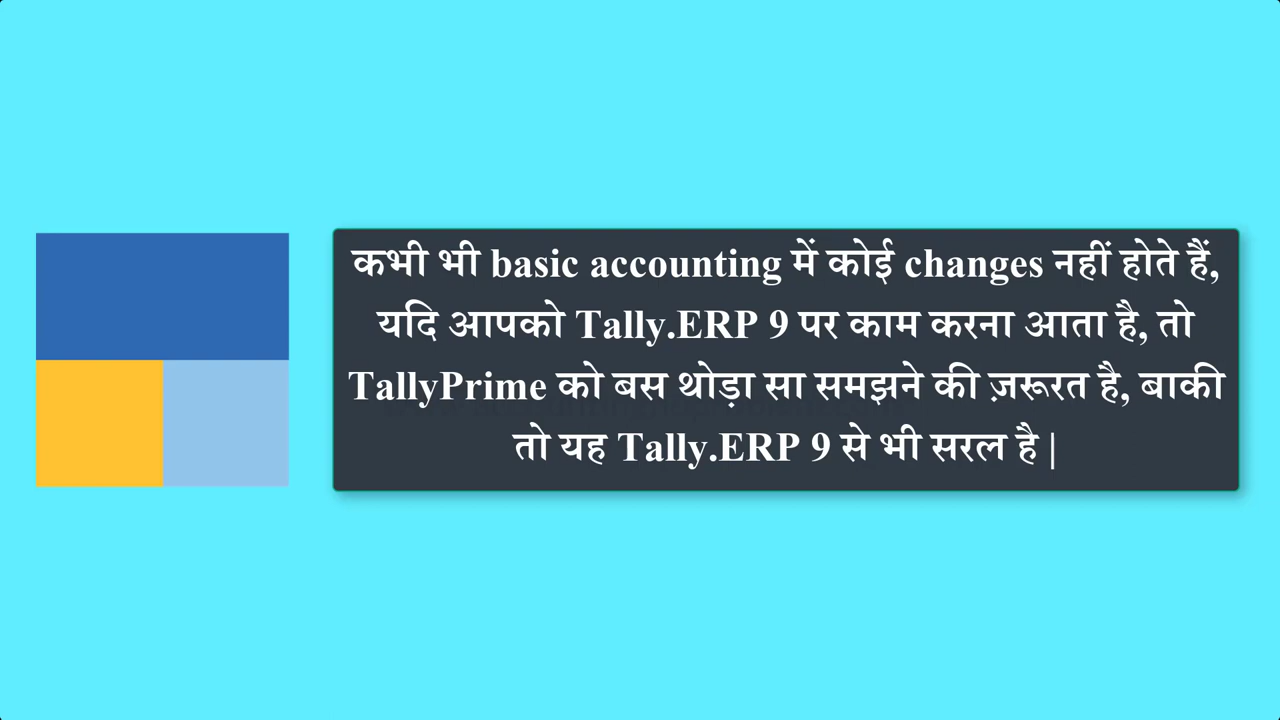 कभी भी basic accounting में कोई changes नहीं होते हैं,
यदि आपको Tally.ERP 9 पर काम करना आता है, तो
TallyPrime को बस थोड़ा सा समझने की ज़रूरत है, बाकी
तो यह Tally.ERP 9 से भी सरल है |